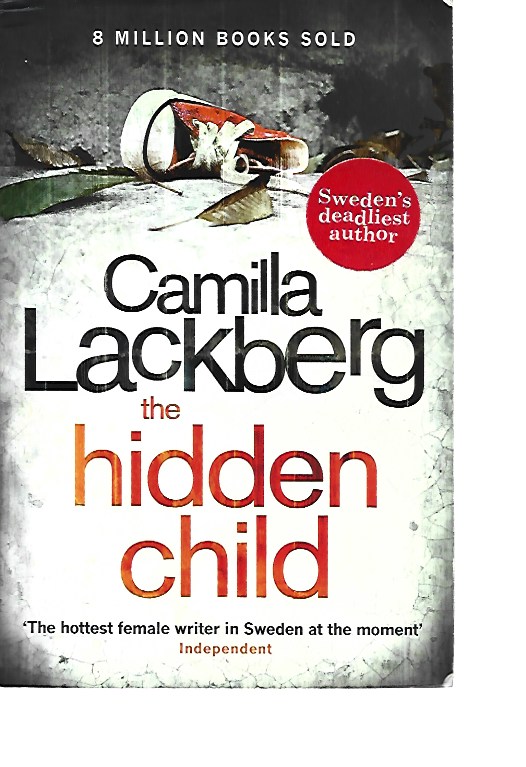 8 MILLION BOOKS SOLD
Sweden's
deadliest
author
Camilla
Lackberg
the
hidden
child
‘The hottest female writer in Sweden at the moment’
Independent